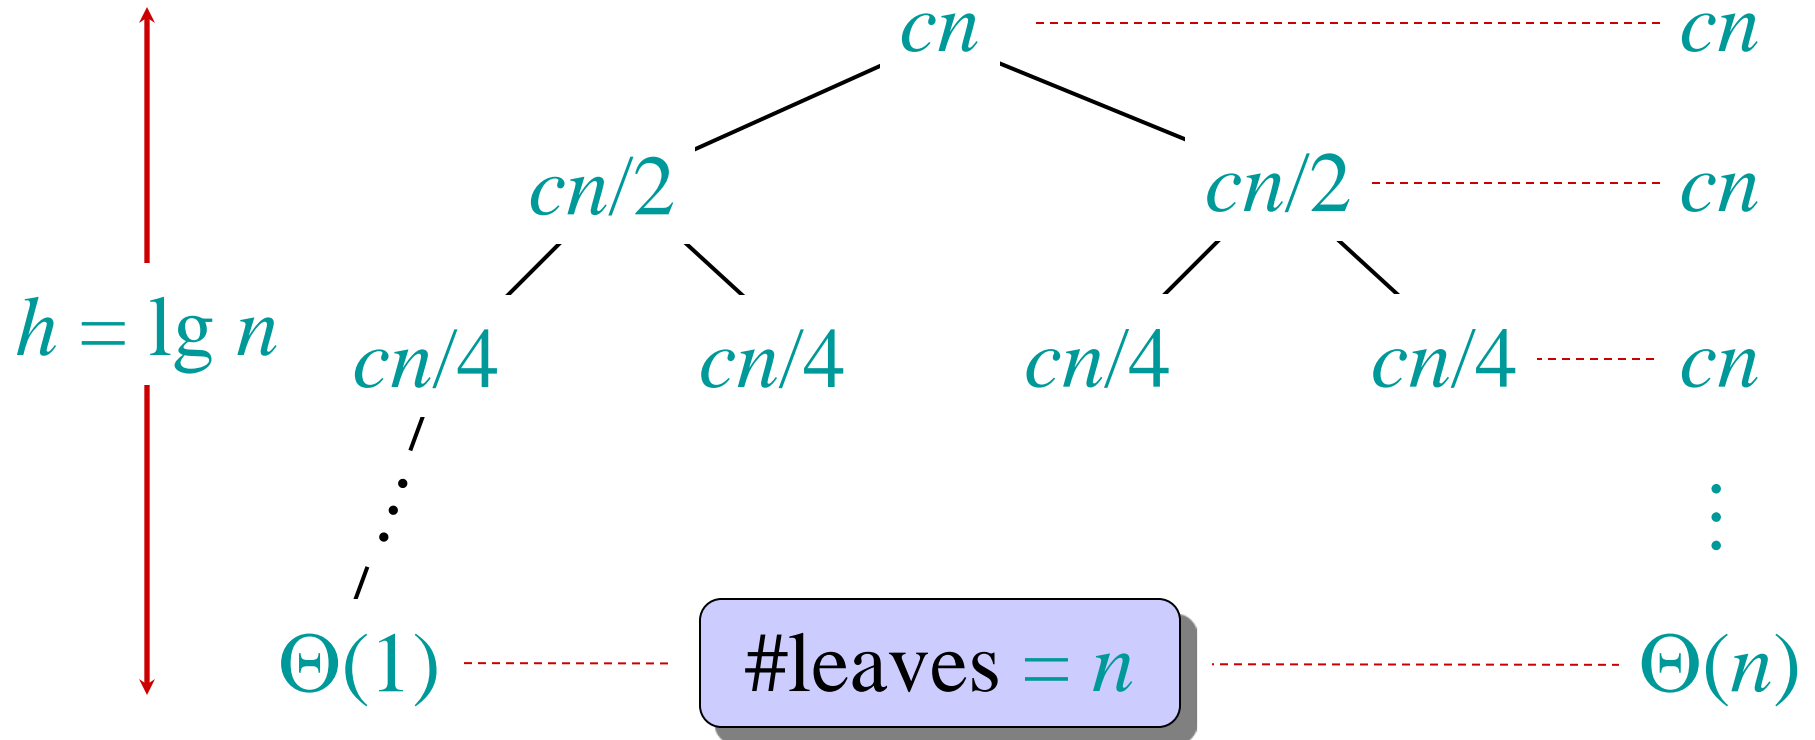 cn cn
cn/2 cn/2 cn
h = lg n cn/4 cn/4 cn/4 cn/4 cn
Θ(1) #leaves = n Θ(n)